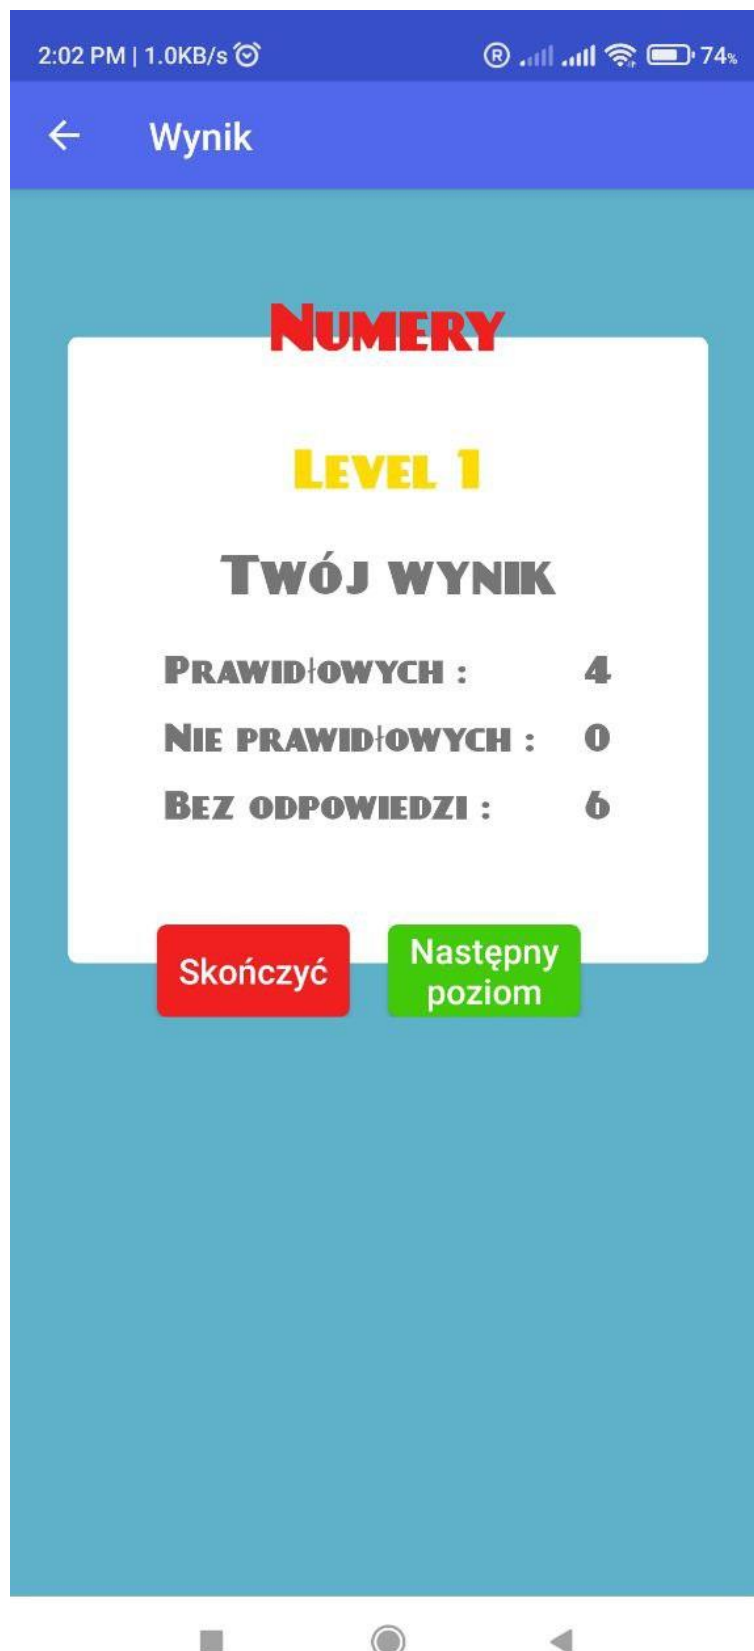 2:02 PM | 1.0KB/s
R 74%
Wynik
Numery
Level 1
Twój wynik
Prawidłowych : 4
Nie prawidłowych : 0
Bez odpowiedzi : 6
Skończyć
Następny
poziom